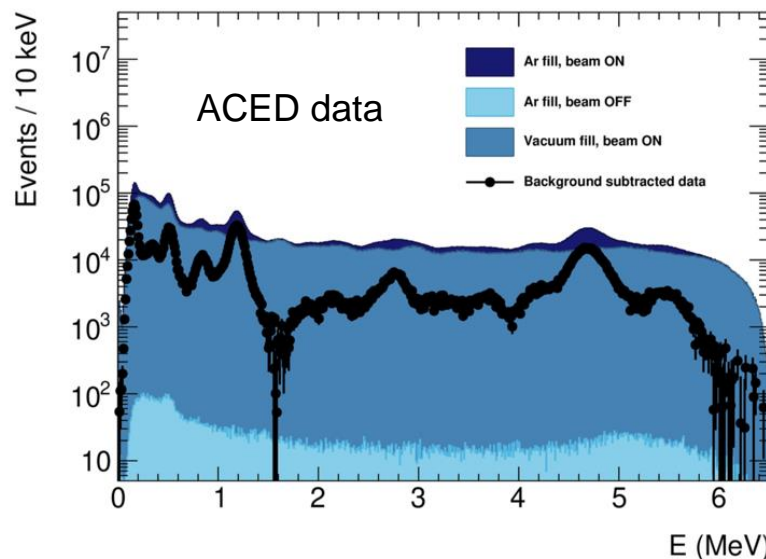 Events / 10 keV
10⁷
10⁶
10⁵
10⁴
10³
10²
10
ACED data
Ar fill, beam ON
Ar fill, beam OFF
Vacuum fill, beam ON
Background subtracted data
0 1 2 3 4 5 6
E (MeV)